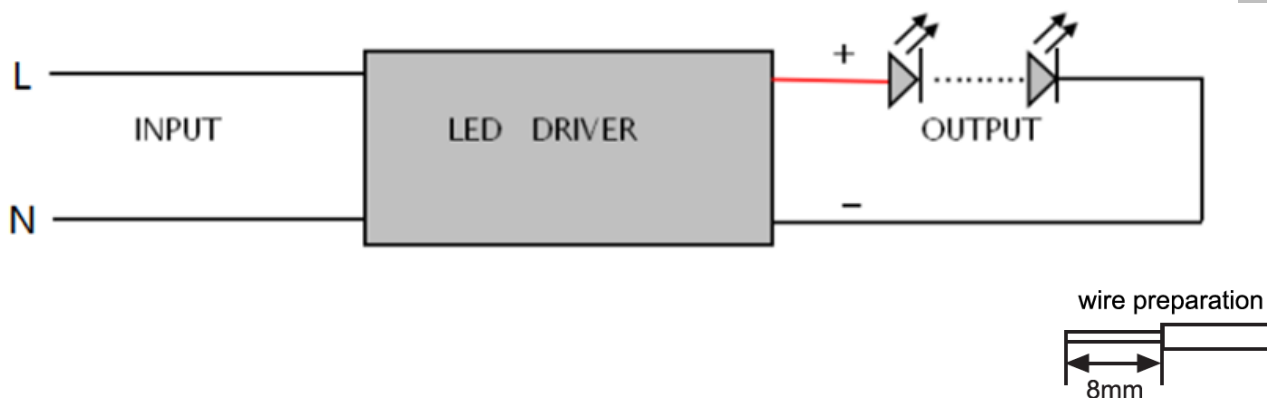 L
+
INPUT
LED DRIVER
OUTPUT
N
−
wire preparation
8mm